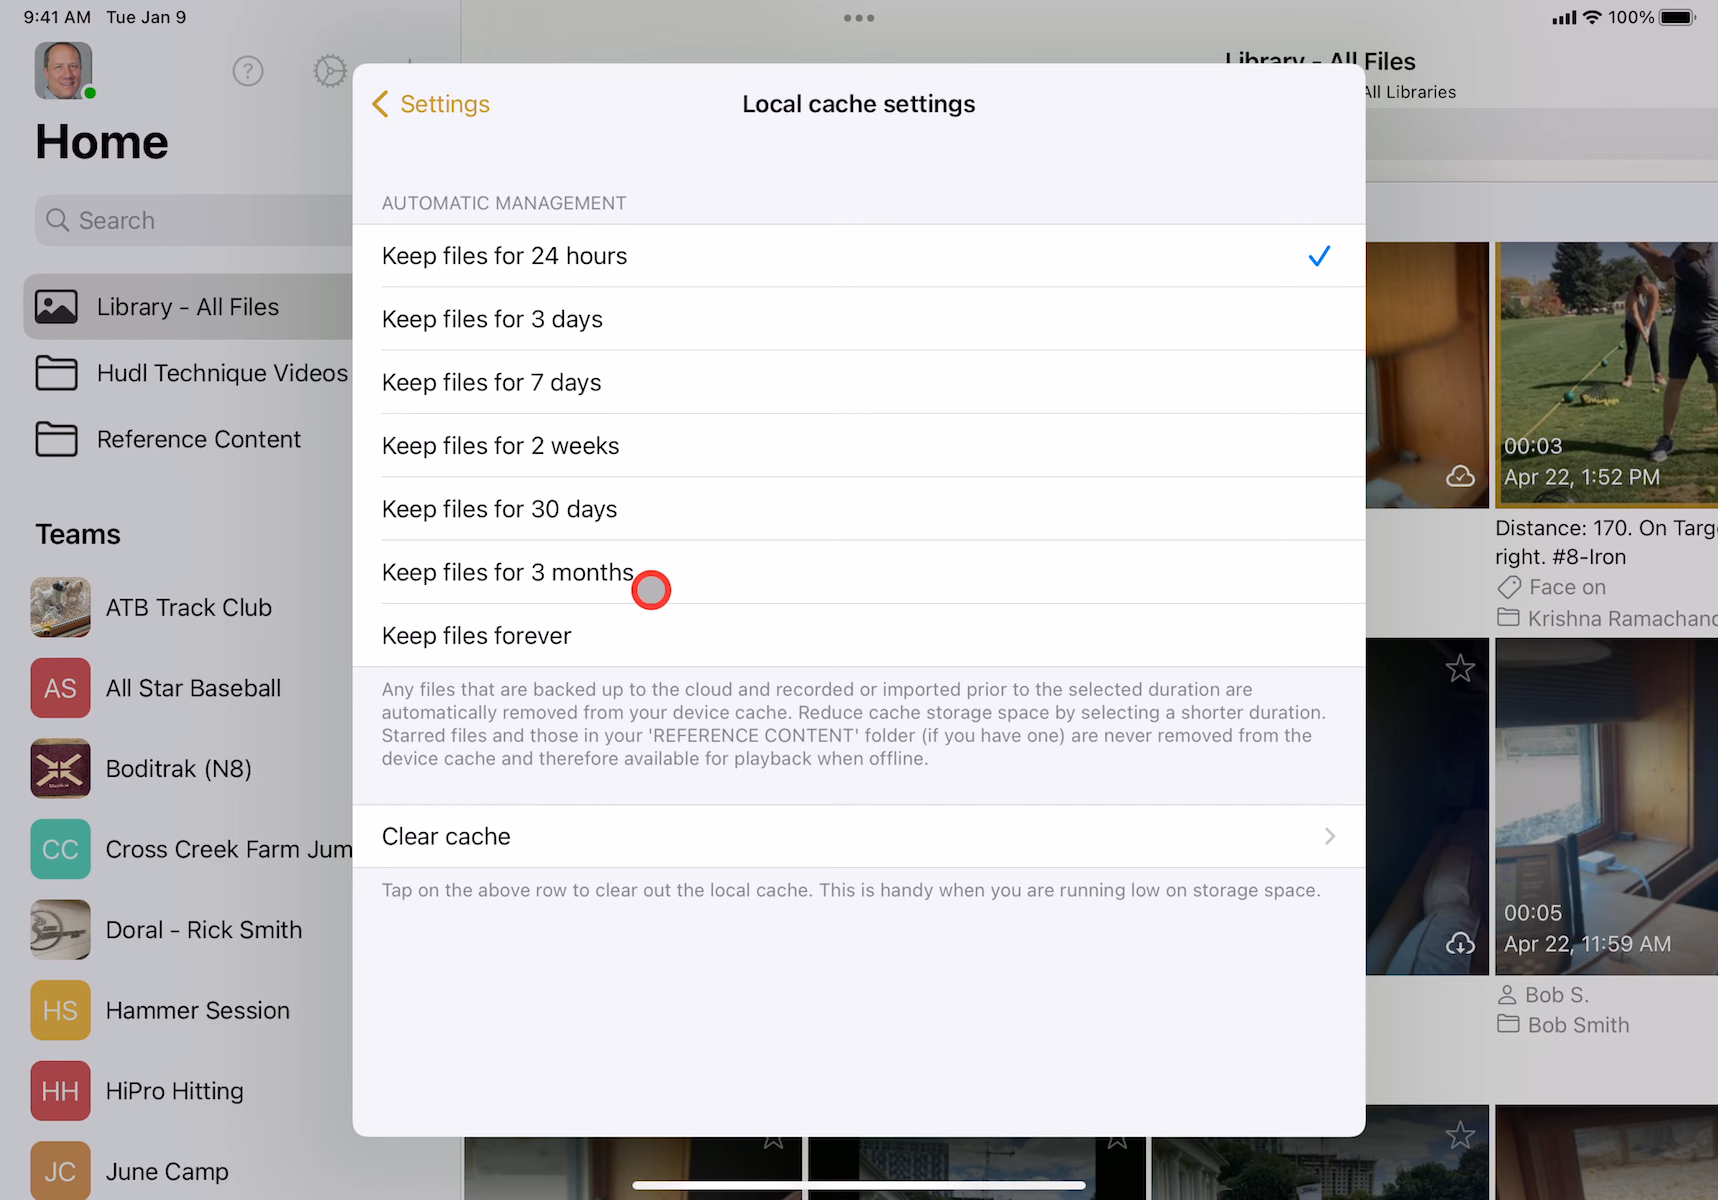 9:41 AM Tue Jan 9
100%
Home
Search
Library - All Files
Hudl Technique Videos
Reference Content
Teams
ATB Track Club
AS
All Star Baseball
Boditrak (N8)
CC
Cross Creek Farm Jum
Doral - Rick Smith
HS
Hammer Session
HH
HiPro Hitting
JC
June Camp
Settings
Local cache settings
AUTOMATIC MANAGEMENT
Keep files for 24 hours
Keep files for 3 days
Keep files for 7 days
Keep files for 2 weeks
Keep files for 30 days
Keep files for 3 months
Keep files forever
Any files that are backed up to the cloud and recorded or imported prior to the selected duration are
automatically removed from your device cache. Reduce cache storage space by selecting a shorter duration.
Starred files and those in your 'REFERENCE CONTENT' folder (if you have one) are never removed from the
device cache and therefore available for playback when offline.
Clear cache
Tap on the above row to clear out the local cache. This is handy when you are running low on storage space.
Library - All Files
All Libraries
00:03
Apr 22, 1:52 PM
Distance: 170. On Targ
right. #8-Iron
Face on
Krishna Ramachand
00:05
Apr 22, 11:59 AM
Bob S.
Bob Smith